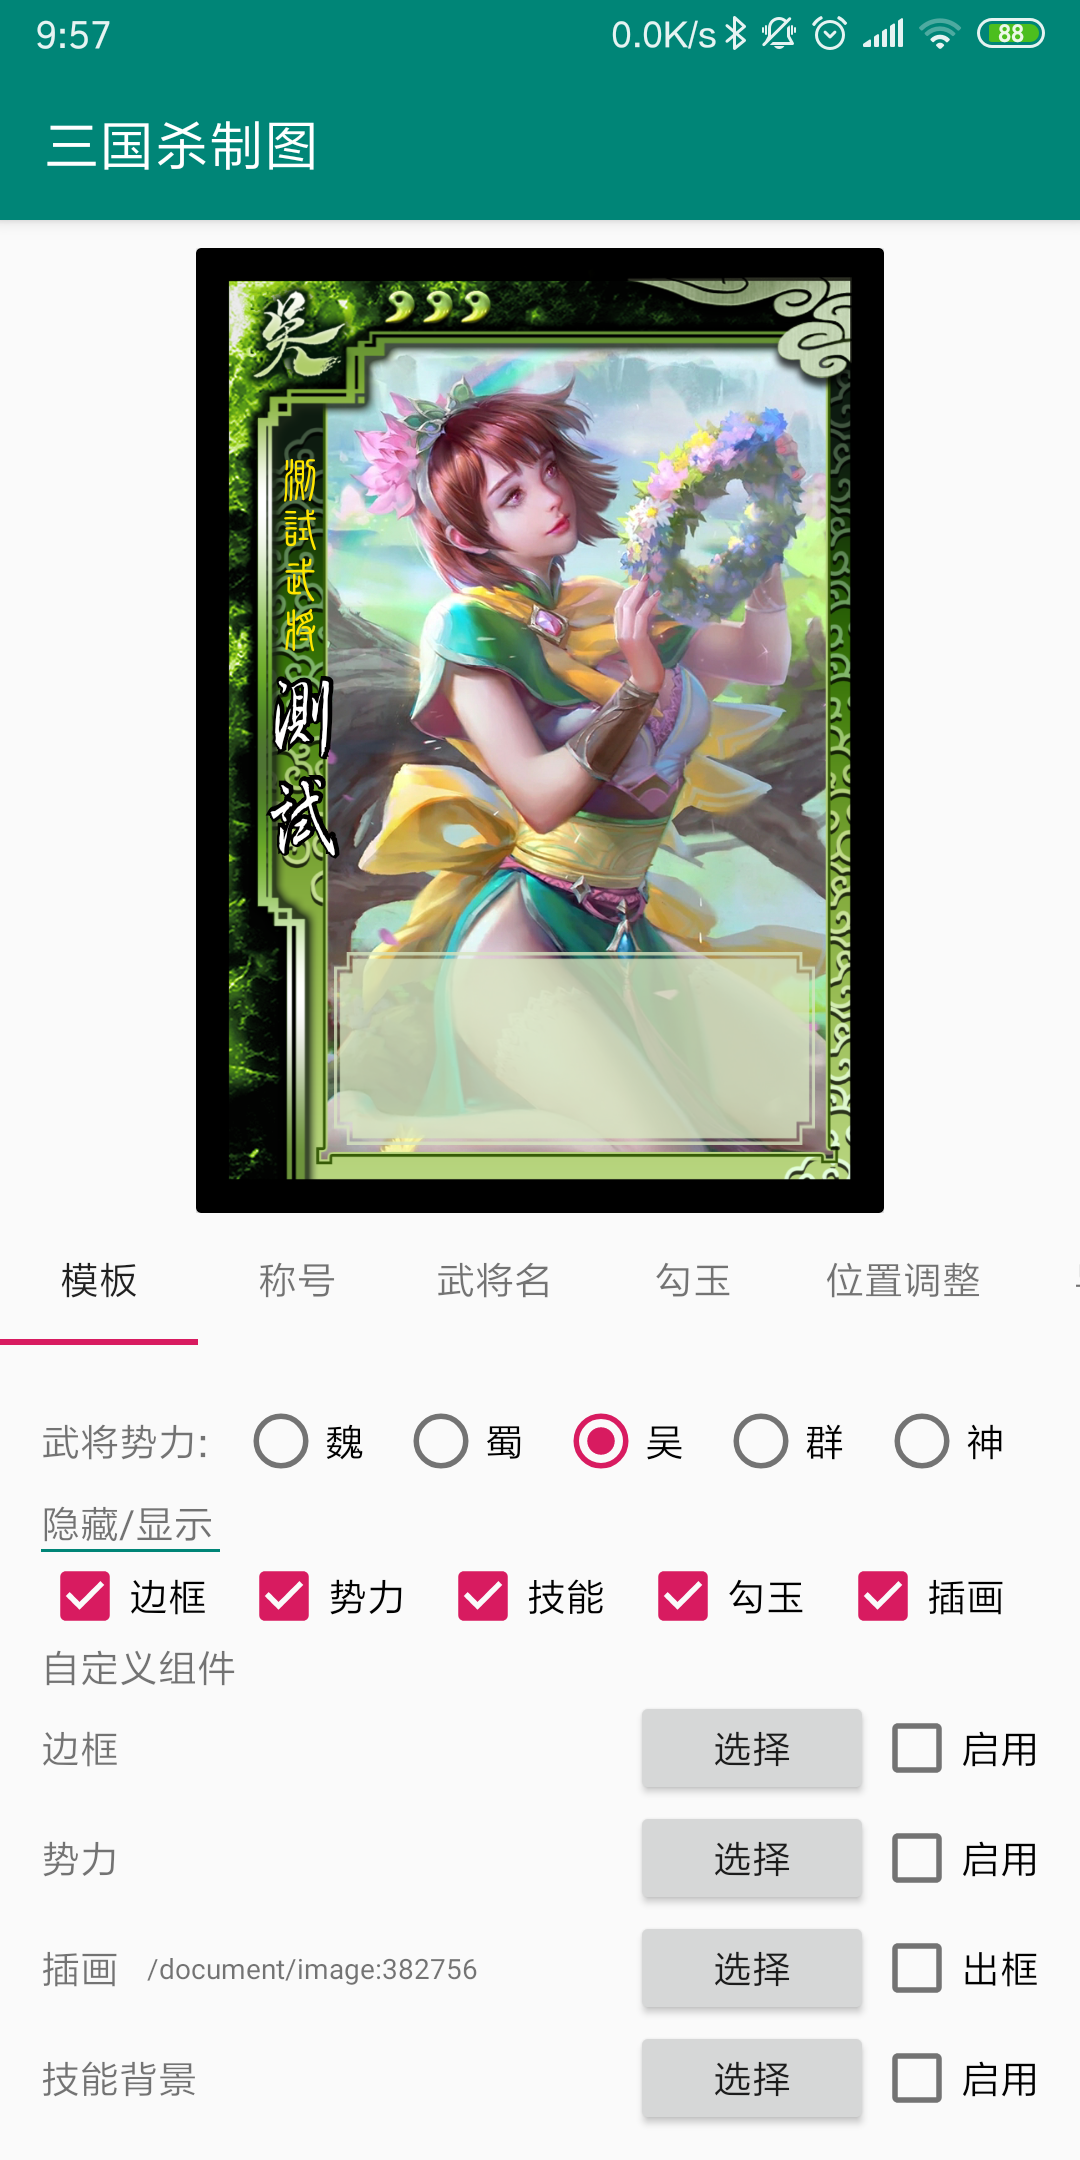 9:57 0.0K/s 88
三国杀制图
吴
測試武將
測試
模板 称号 武将名 勾玉 位置调整
武将势力: 魏 蜀 吴 群 神
隐藏/显示
边框 势力 技能 勾玉 插画
自定义组件
边框 选择 启用
势力 选择 启用
插画 /document/image:382756 选择 出框
技能背景 选择 启用